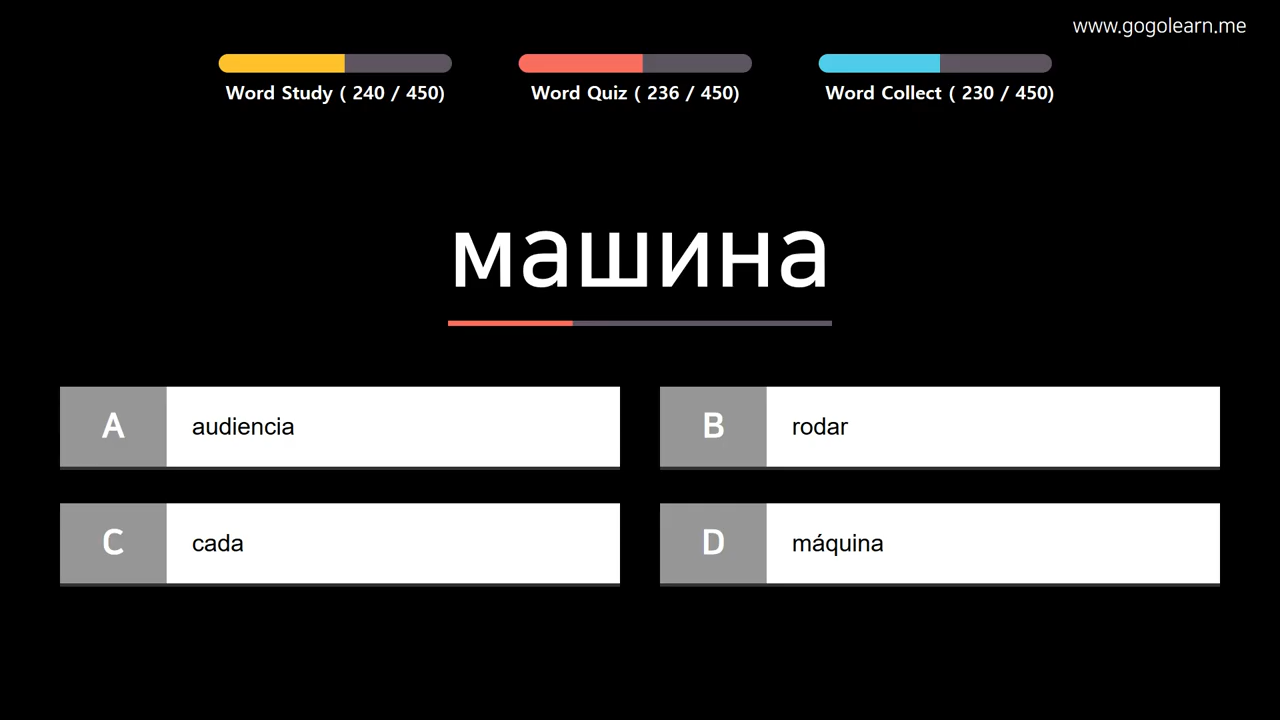 www.gogolearn.me
Word Study ( 240 / 450)
Word Quiz ( 236 / 450)
Word Collect ( 230 / 450)
машина
A audiencia
B rodar
C cada
D máquina